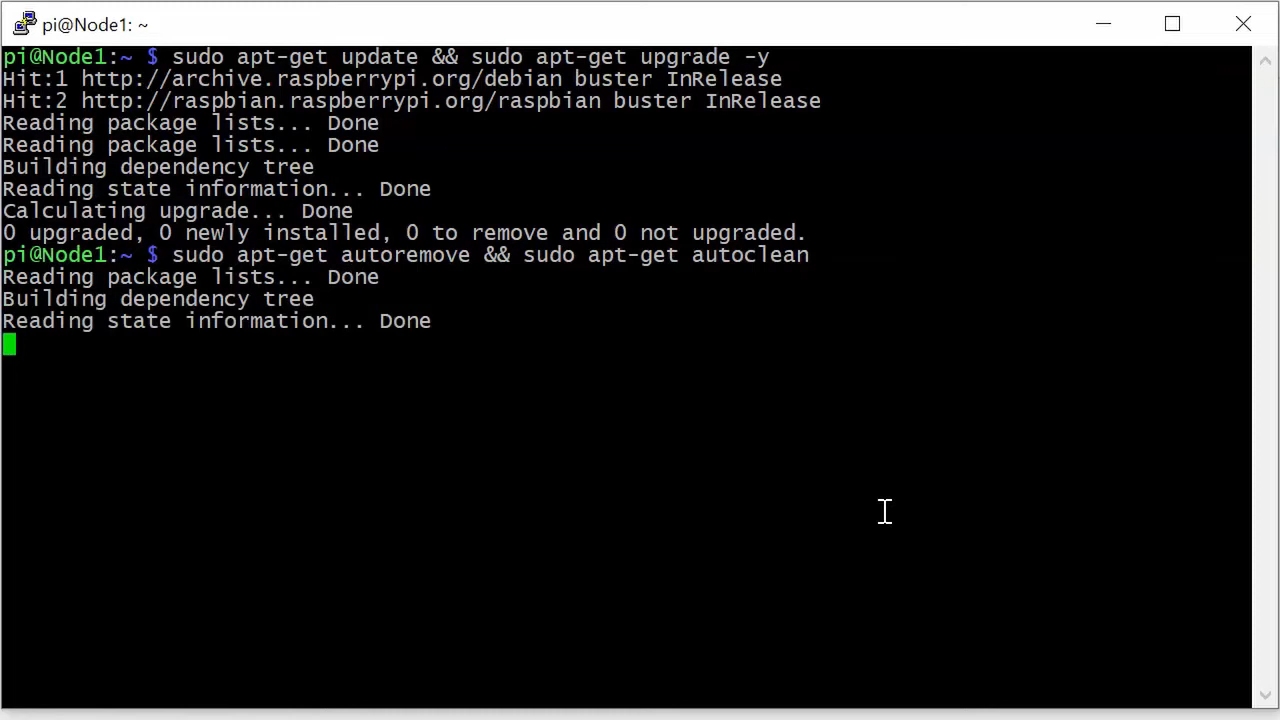 pi@Node1: ~
pi@Node1:~ $ sudo apt-get update && sudo apt-get upgrade -y
Hit:1 http://archive.raspberrypi.org/debian buster InRelease
Hit:2 http://raspbian.raspberrypi.org/raspbian buster InRelease
Reading package lists... Done
Reading package lists... Done
Building dependency tree
Reading state information... Done
Calculating upgrade... Done
0 upgraded, 0 newly installed, 0 to remove and 0 not upgraded.
pi@Node1:~ $ sudo apt-get autoremove && sudo apt-get autoclean
Reading package lists... Done
Building dependency tree
Reading state information... Done